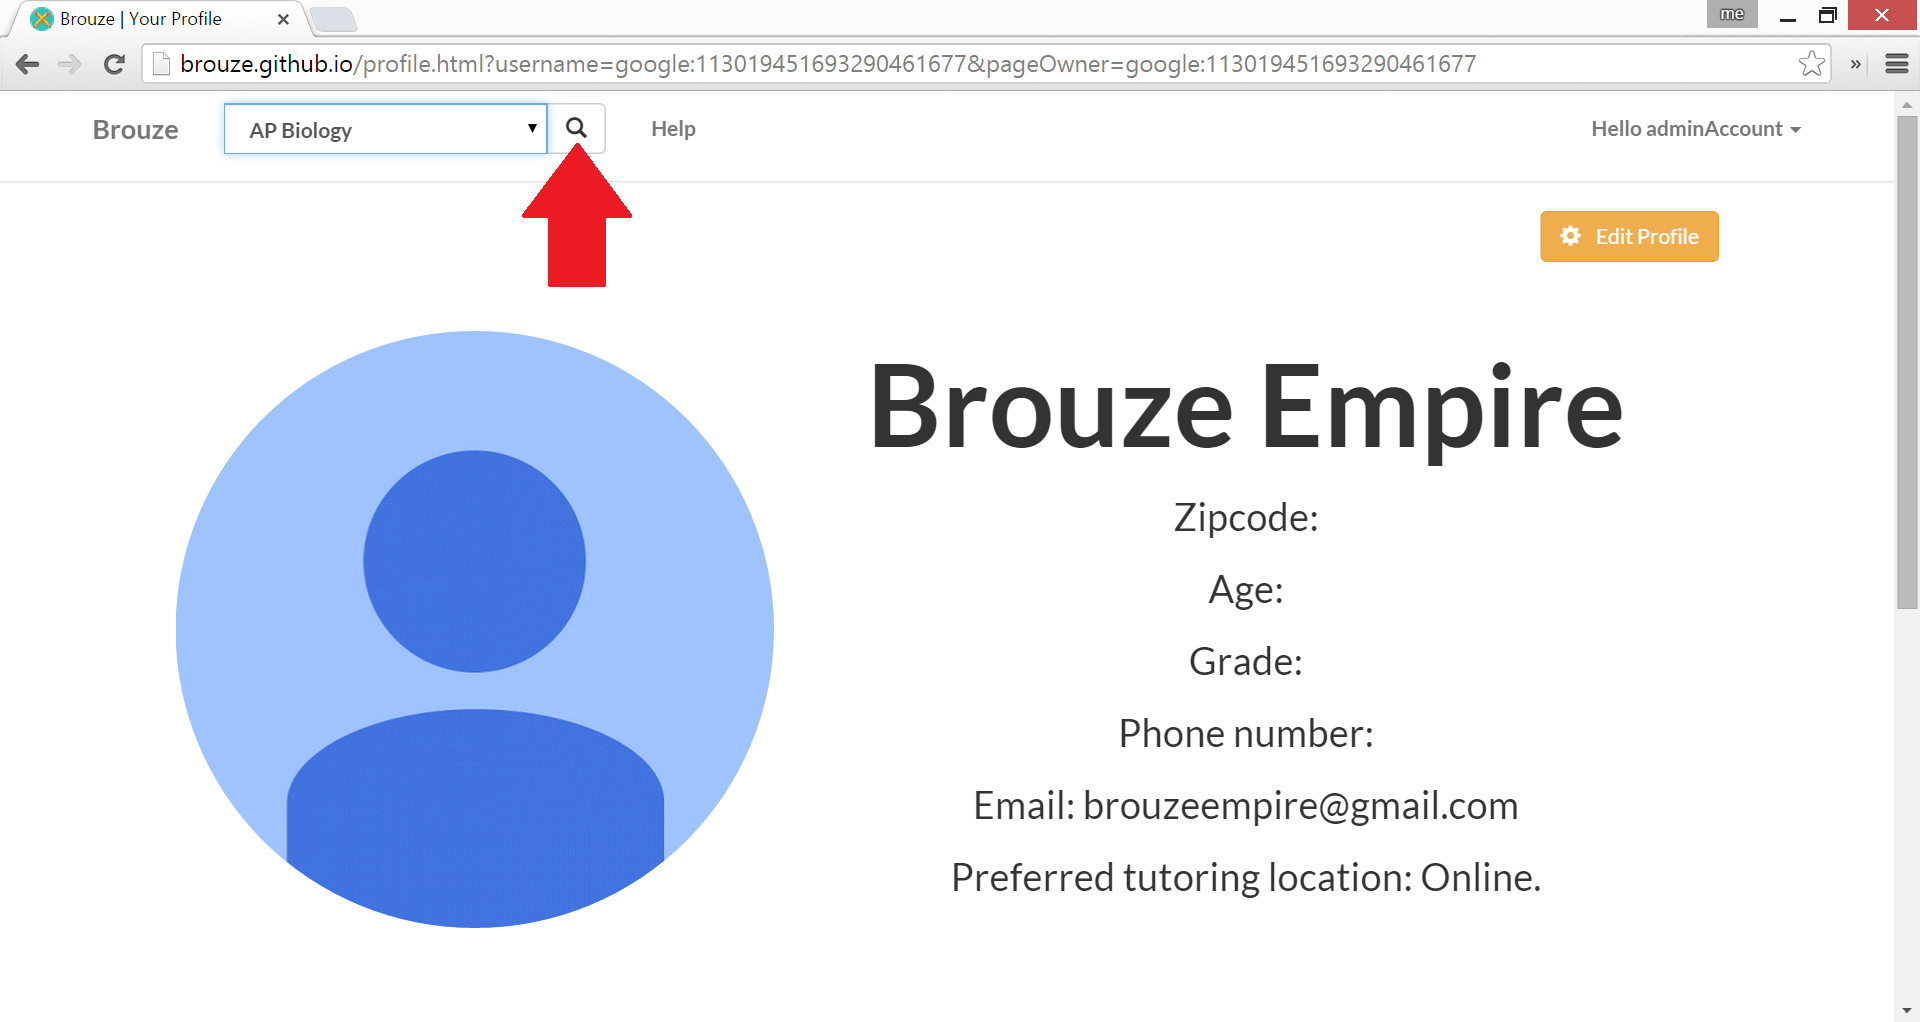 Brouze | Your Profile
me
brouze.github.io/profile.html?username=google:113019451693290461677&pageOwner=google:113019451693290461677
Brouze
AP Biology
Help
Hello adminAccount
Edit Profile
Brouze Empire
Zipcode:
Age:
Grade:
Phone number:
Email: brouzeempire@gmail.com
Preferred tutoring location: Online.